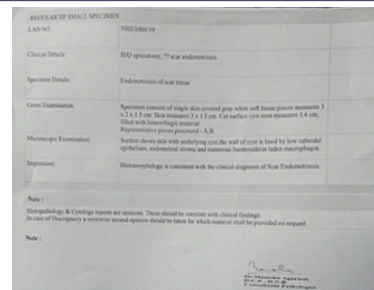 REGULAR HP SMALL SPECIMEN
LAB NO:
Clinical Details:
H/O episiotomy, ?? scar endometriosis
Specimen Details:
Endometriosis of scar tissue
Gross Examination:
Specimen consists of single skin covered gray white soft tissue pieces measures 3
x 2 x 1.5 cm. Skin measures 3 x 1.5 cm. Cut surface cyst seen measures 1.6 cm,
filled with hemorrhagic material.
Representative pieces processed - A,B
Microscopic Examination:
Section shows skin with underlying cyst,the wall of cyst is lined by low cuboidal
epithelium, endometrial stroma and numerous laden macrophages.
Impression:
Histomorphology is consistent with the clinical diagnosis of Scar Endometriosis.
Note :
Histopathology & Cytology reports are opinions. These should be correlate with clinical findings.
In case of Discrepancy a review/or second opinion should be taken for which material shall be provided on request
Note :
Agarwal
Consultant Pathologist